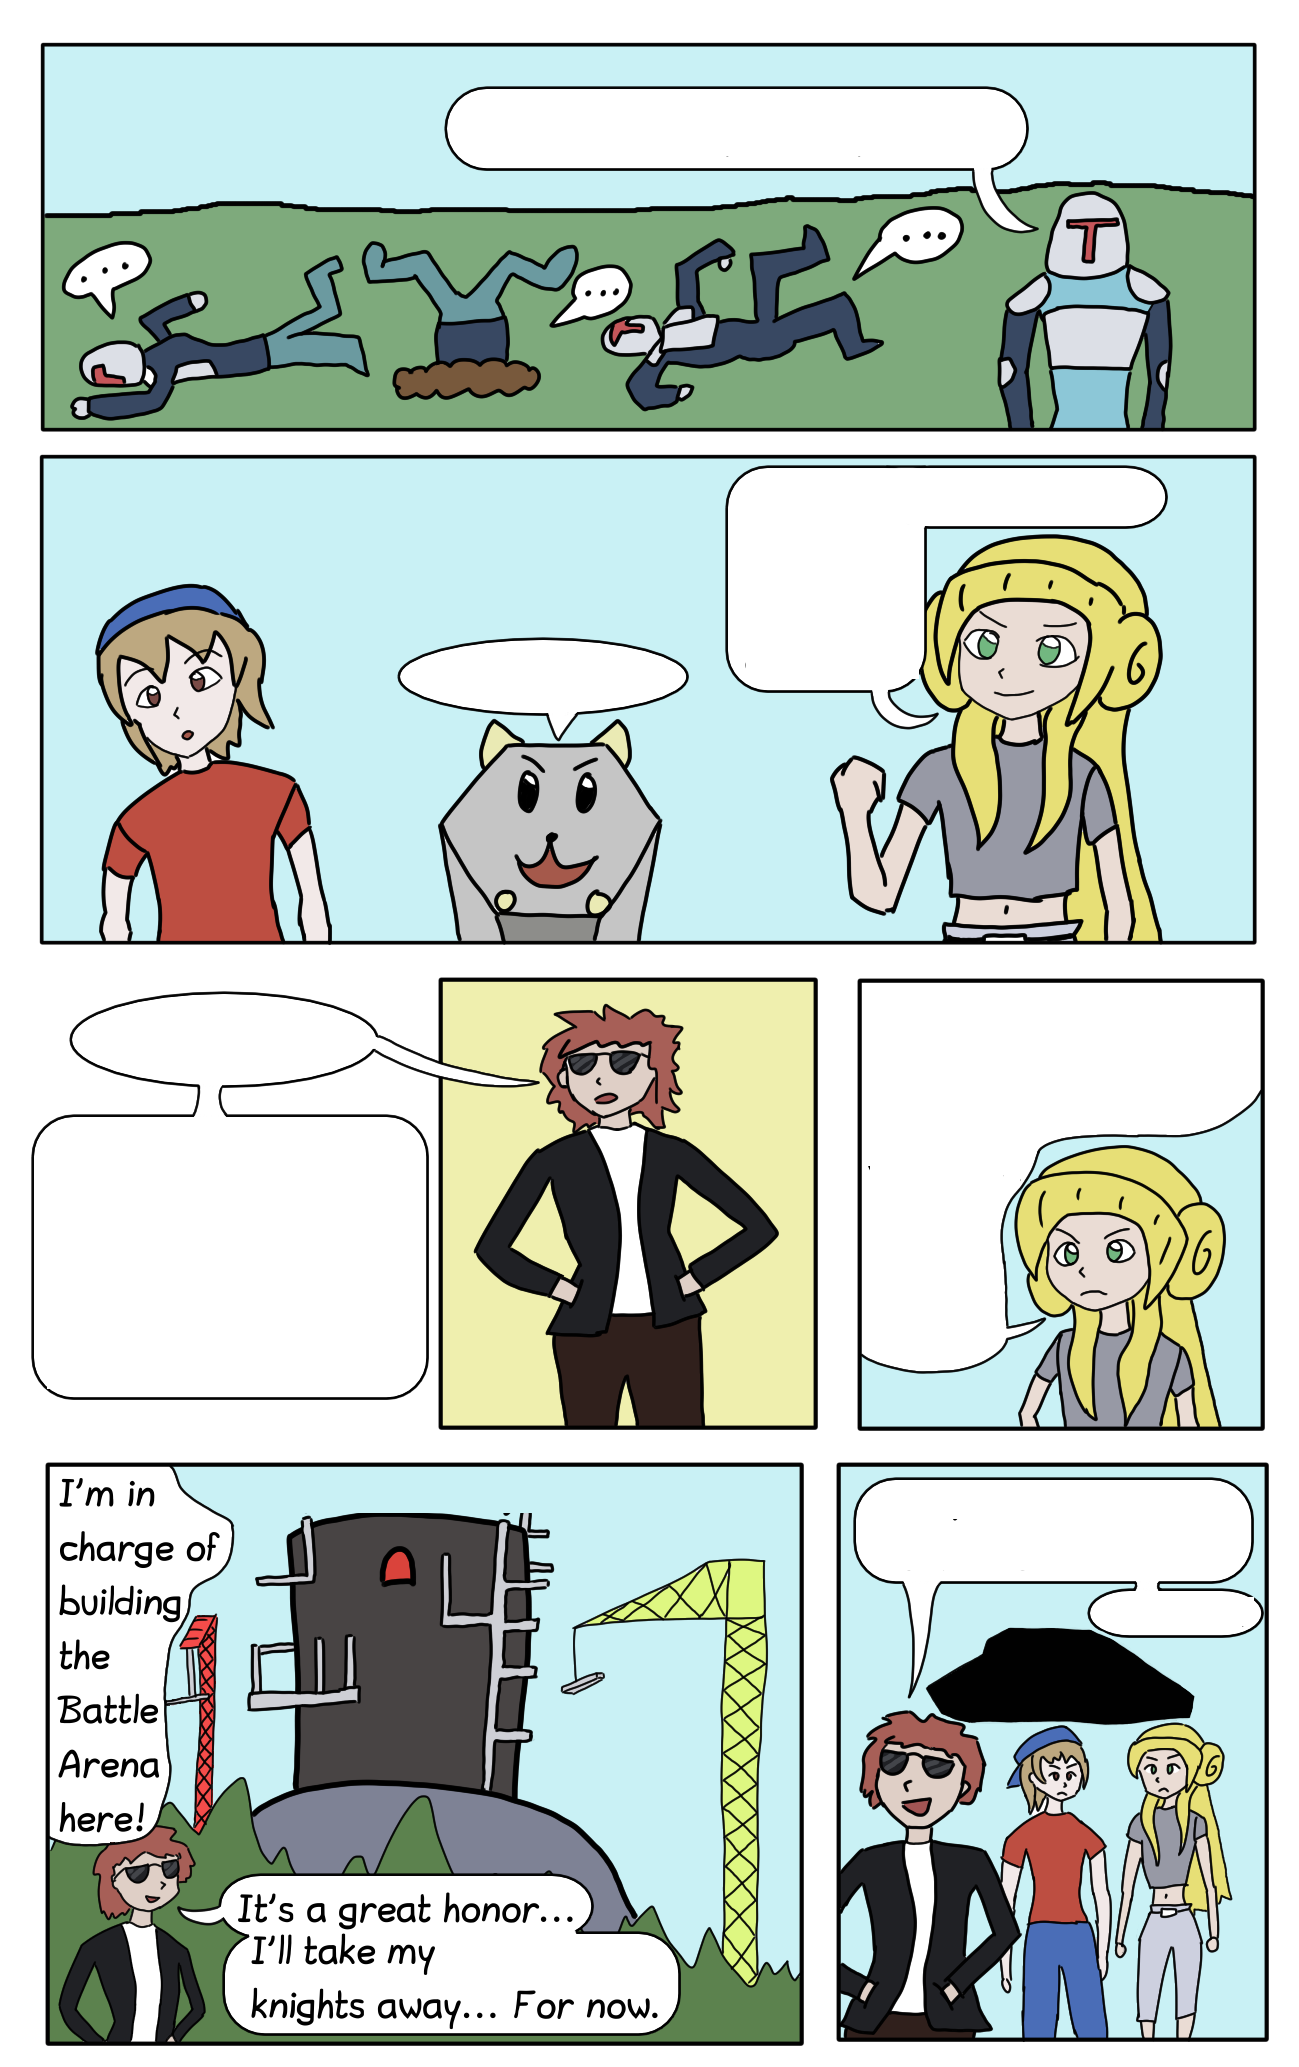 ...
...
...
I'm in
charge of
building
the
Battle
Arena
here!
It's a great honor...
I'll take my
knights away... For now.